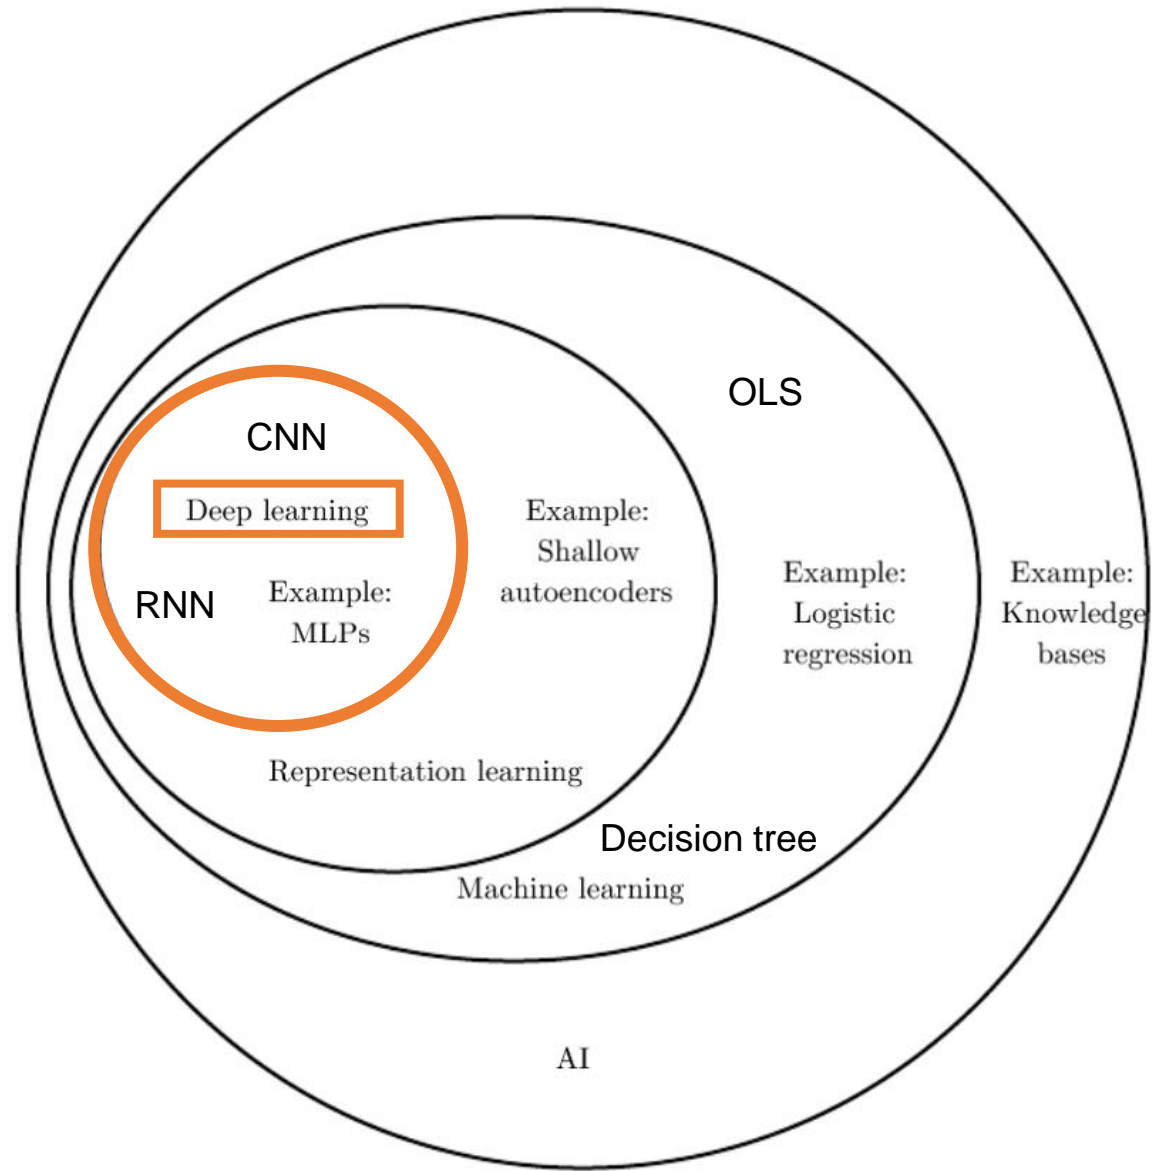 OLS
CNN
Deep learning
RNN
Example:
MLPs
Example:
Shallow
autoencoders
Example:
Logistic
regression
Example:
Knowledge
bases
Representation learning
Decision tree
Machine learning
AI